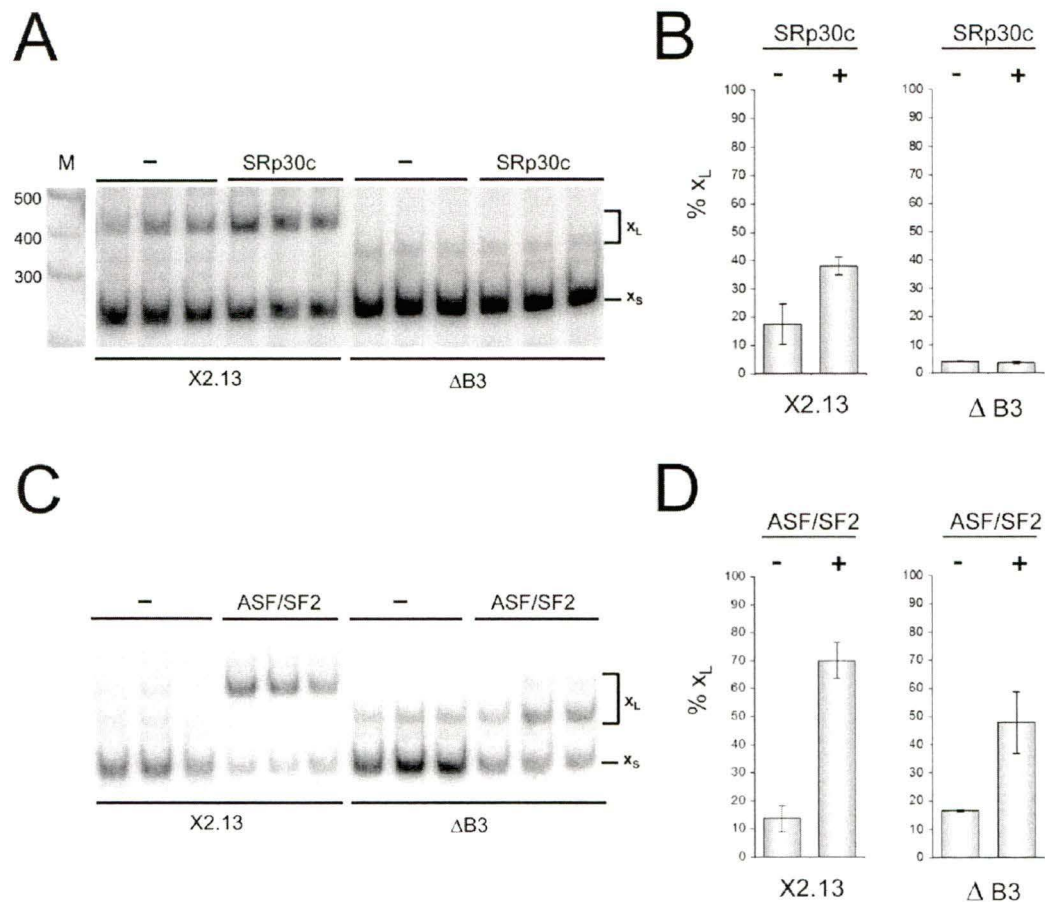 A
M
–
SRp30c
–
SRp30c
500
400
300
xL
xS
X2.13
ΔB3
B
SRp30c
SRp30c
- +
- +
% xL
100
90
80
70
60
50
40
30
20
10
0
100
90
80
70
60
50
40
30
20
10
0
X2.13
Δ B3
C
–
ASF/SF2
–
ASF/SF2
xL
xS
X2.13
ΔB3
D
ASF/SF2
ASF/SF2
- +
- +
% xL
100
90
80
70
60
50
40
30
20
10
0
100
90
80
70
60
50
40
30
20
10
0
X2.13
Δ B3